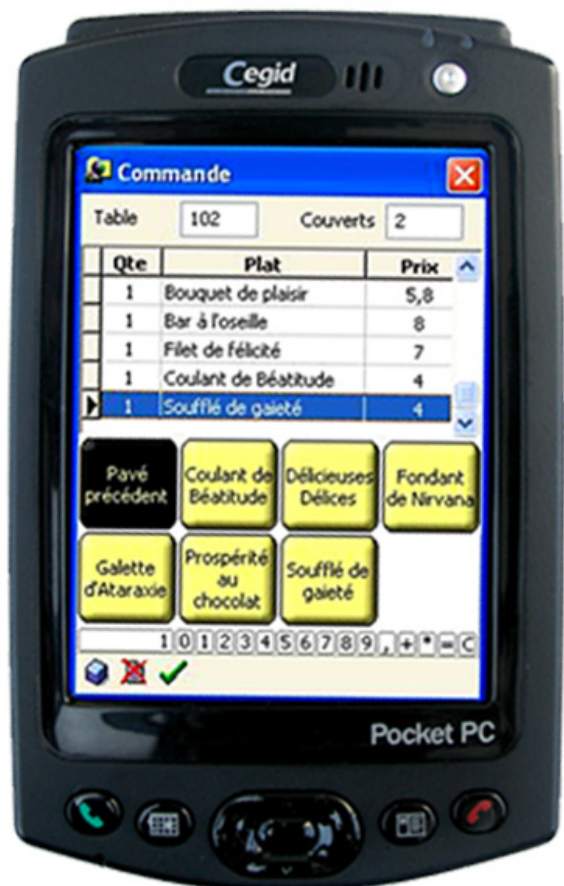 Cegid
Commande
Table 102 Couverts 2
Qte Plat Prix
1 Bouquet de plaisir 5,8
1 Bar à l'oseille 8
1 Filet de félicité 7
1 Coulant de Béatitude 4
1 Soufflé de gaieté 4
Pavé précédent
Coulant de Béatitude
Délicieuses Délices
Fondant de Nirvana
Galette d'Ataraxie
Prospérité au chocolat
Soufflé de gaieté
1 0 1 2 3 4 5 6 7 8 9 , + * = C
Pocket PC